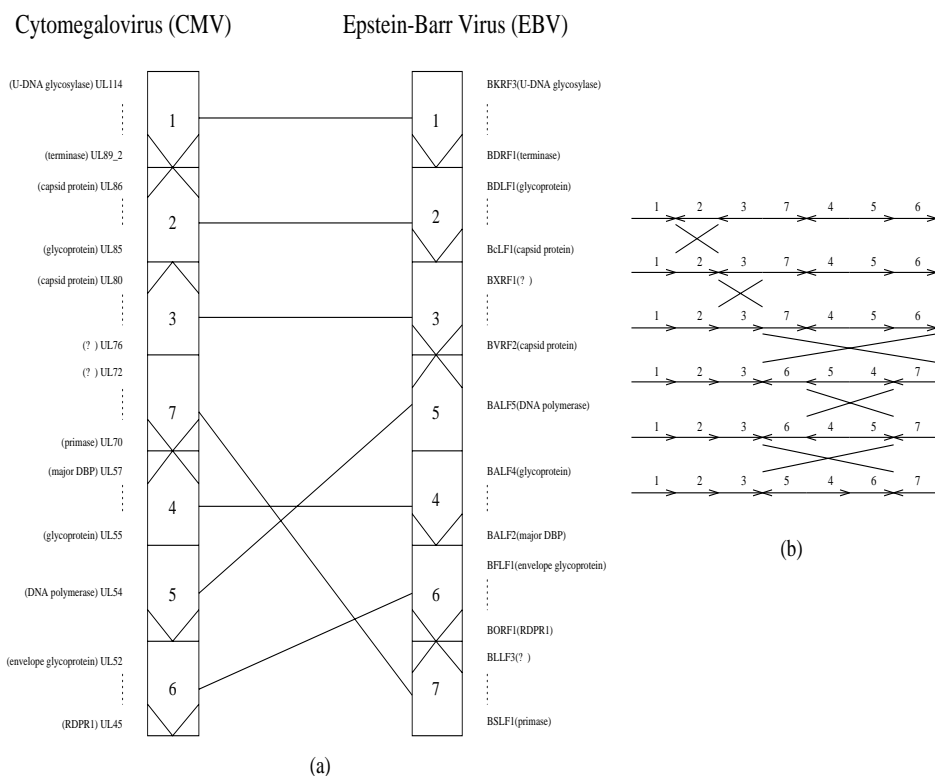 Cytomegalovirus (CMV)
Epstein-Barr Virus (EBV)
(U-DNA glycosylase) UL114
1
(terminase) UL89_2
(capsid protein) UL86
2
(glycoprotein) UL85
(capsid protein) UL80
3
(? ) UL76
(? ) UL72
7
(primase) UL70
(major DBP) UL57
4
(glycoprotein) UL55
(DNA polymerase) UL54
5
(envelope glycoprotein) UL52
6
(RDPR1) UL45
1
BKRF3(U-DNA glycosylase)
BDRF1(terminase)
2
BDLF1(glycoprotein)
BcLF1(capsid protein)
3
BXRF1(? )
BVRF2(capsid protein)
5
BALF5(DNA polymerase)
4
BALF4(glycoprotein)
BALF2(major DBP)
6
BFLF1(envelope glycoprotein)
BORF1(RDPR1)
7
BLLF3(? )
BSLF1(primase)
(a)
1 2 3 7 4 5 6
1 2 3 7 4 5 6
1 2 3 7 4 5 6
1 2 3 6 5 4 7
1 2 3 6 4 5 7
1 2 3 5 4 6 7
(b)